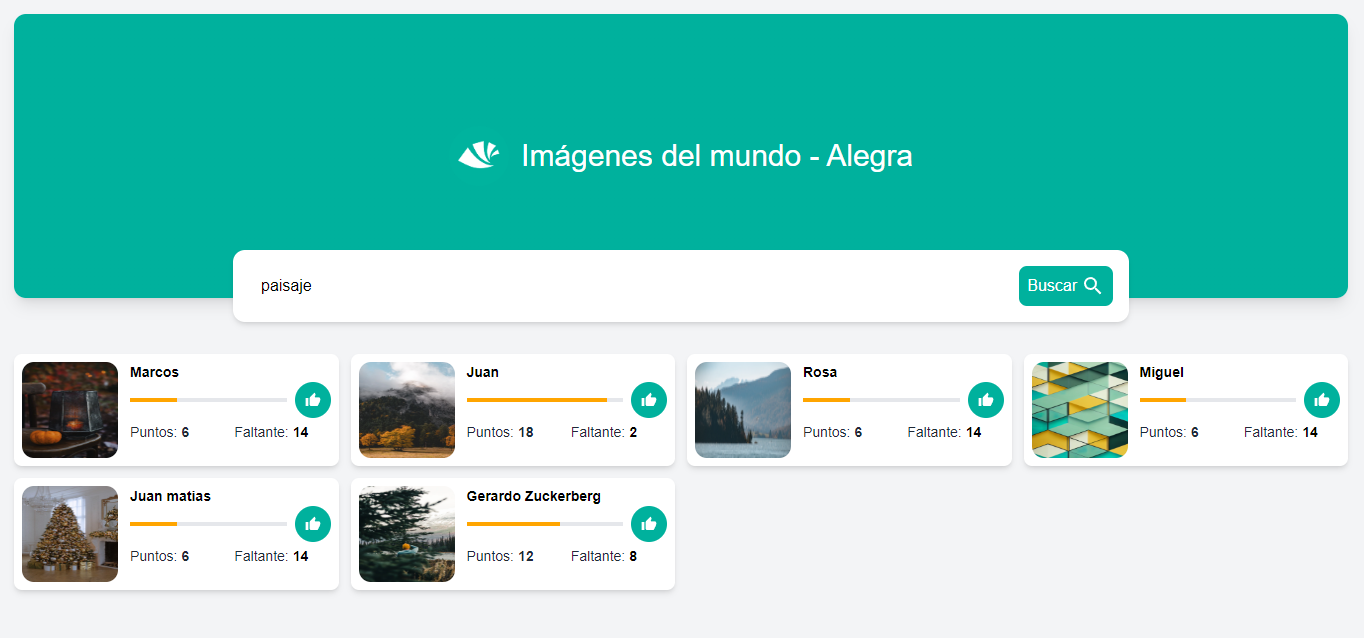 Imágenes del mundo - Alegra
paisaje
Buscar
Marcos
Puntos: 6 Faltante: 14
Juan
Puntos: 18 Faltante: 2
Rosa
Puntos: 6 Faltante: 14
Miguel
Puntos: 6 Faltante: 14
Juan matias
Puntos: 6 Faltante: 14
Gerardo Zuckerberg
Puntos: 12 Faltante: 8